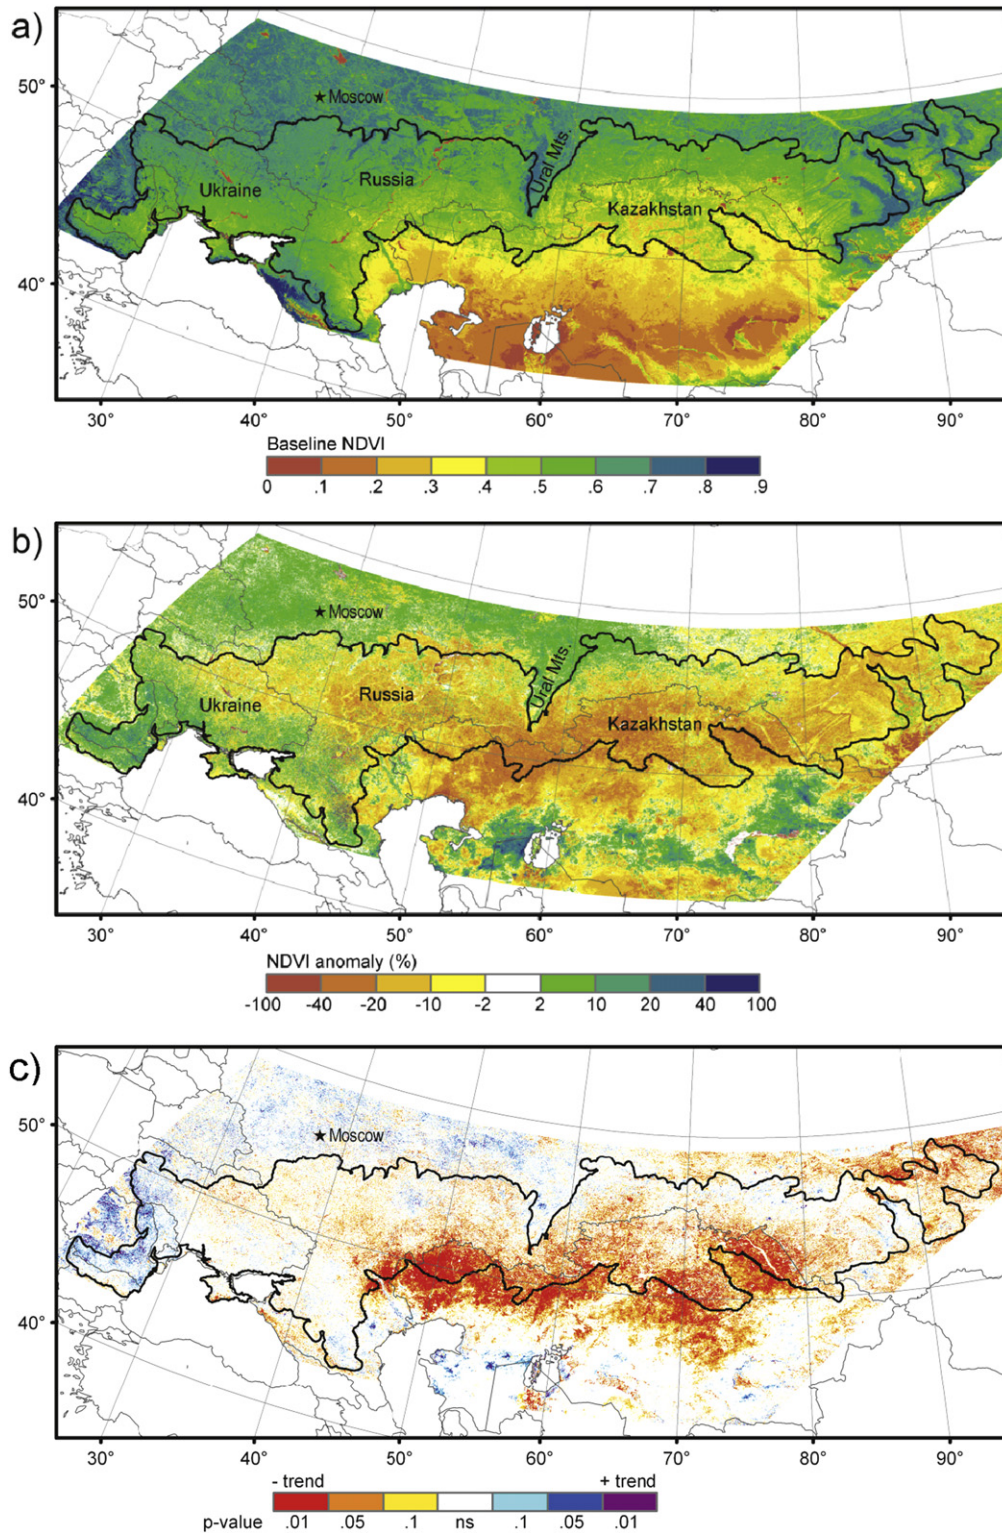 a)
50°
40°
Moscow
Ural Mts.
Ukraine
Russia
Kazakhstan
30° 40° 50° 60° 70° 80° 90°
Baseline NDVI
0 .1 .2 .3 .4 .5 .6 .7 .8 .9
b)
50°
40°
Moscow
Ural Mts.
Ukraine
Russia
Kazakhstan
30° 40° 50° 60° 70° 80° 90°
NDVI anomaly (%)
-100 -40 -20 -10 -2 2 10 20 40 100
c)
50°
40°
Moscow
30° 40° 50° 60° 70° 80° 90°
- trend + trend
p-value .01 .05 .1 ns .1 .05 .01